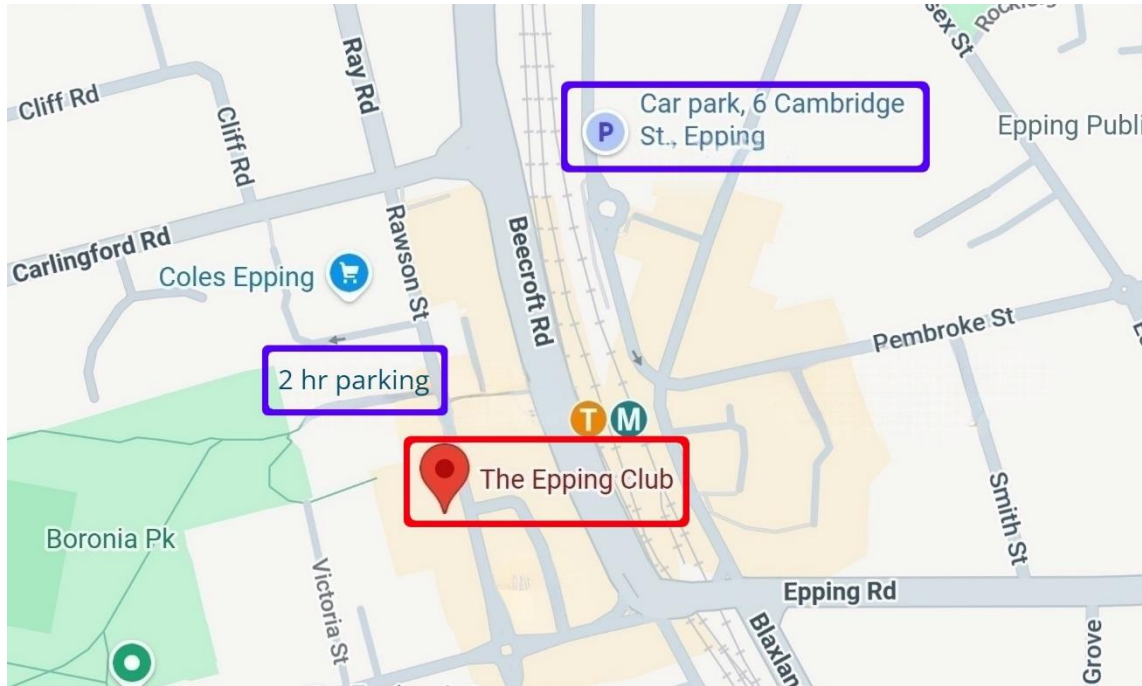 Cliff Rd
Cliff Rd
Ray Rd
Car park, 6 Cambridge
St., Epping
Epping Publi
Carlingford Rd
Coles Epping
Rawson St
Beecroft Rd
Pembroke St
2 hr parking
T M
The Epping Club
Boronia Pk
Victoria St
Smith St
Epping Rd
Blaxlan
Grove
P